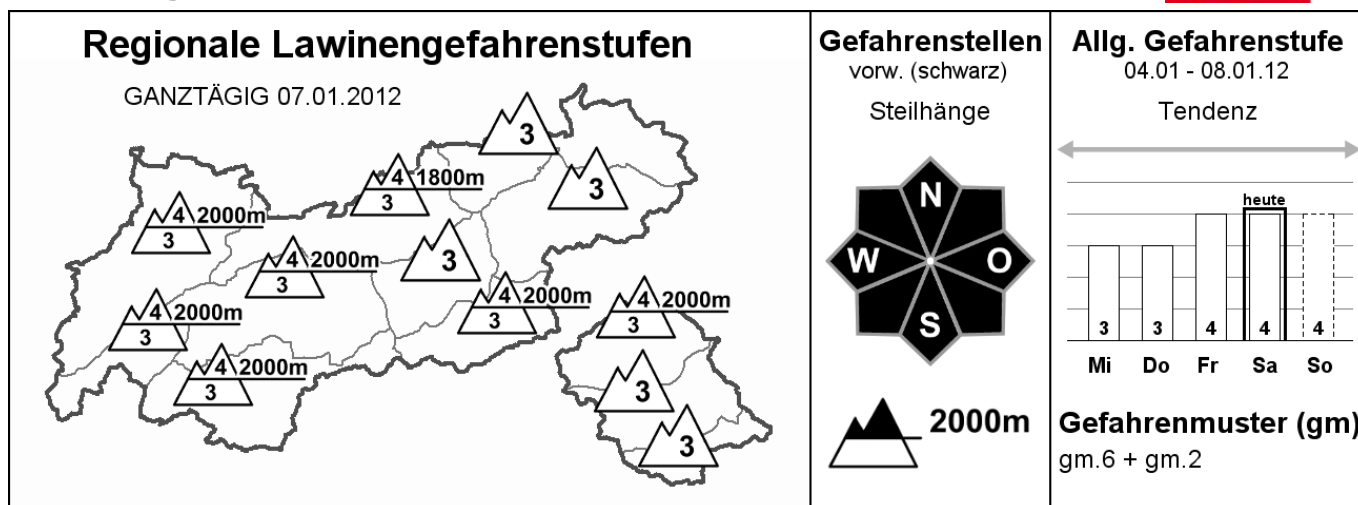 Regionale Lawinengefahrenstufen
GANZTÄGIG 07.01.2012
3
4 1800m
3
3
4 2000m
3
4 2000m
3
3
4 2000m
3
4 2000m
3
4 2000m
3
4 2000m
3
3
3
Gefahrenstellen
vorw. (schwarz)
Steilhänge
N
W
O
S
2000m
Allg. Gefahrenstufe
04.01 - 08.01.12
Tendenz
heute
3 3 4 4 4
Mi Do Fr Sa So
Gefahrenmuster (gm)
gm.6 + gm.2